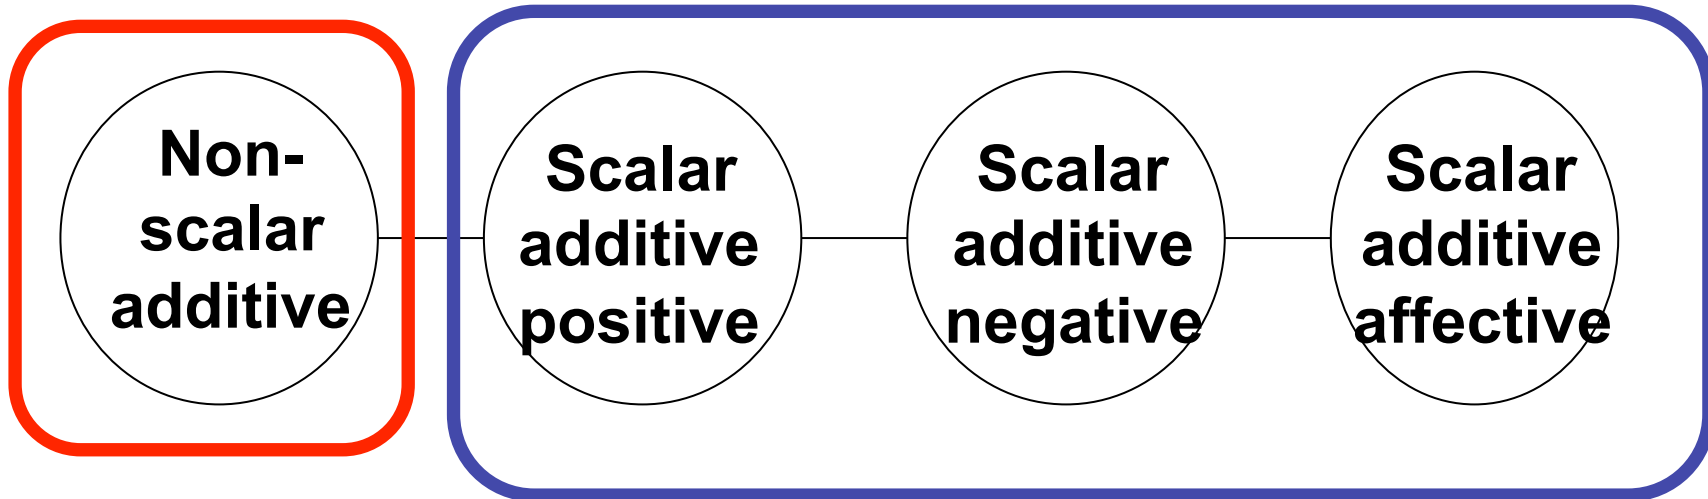 Non-
scalar
additive
Scalar
additive
positive
Scalar
additive
negative
Scalar
additive
affective